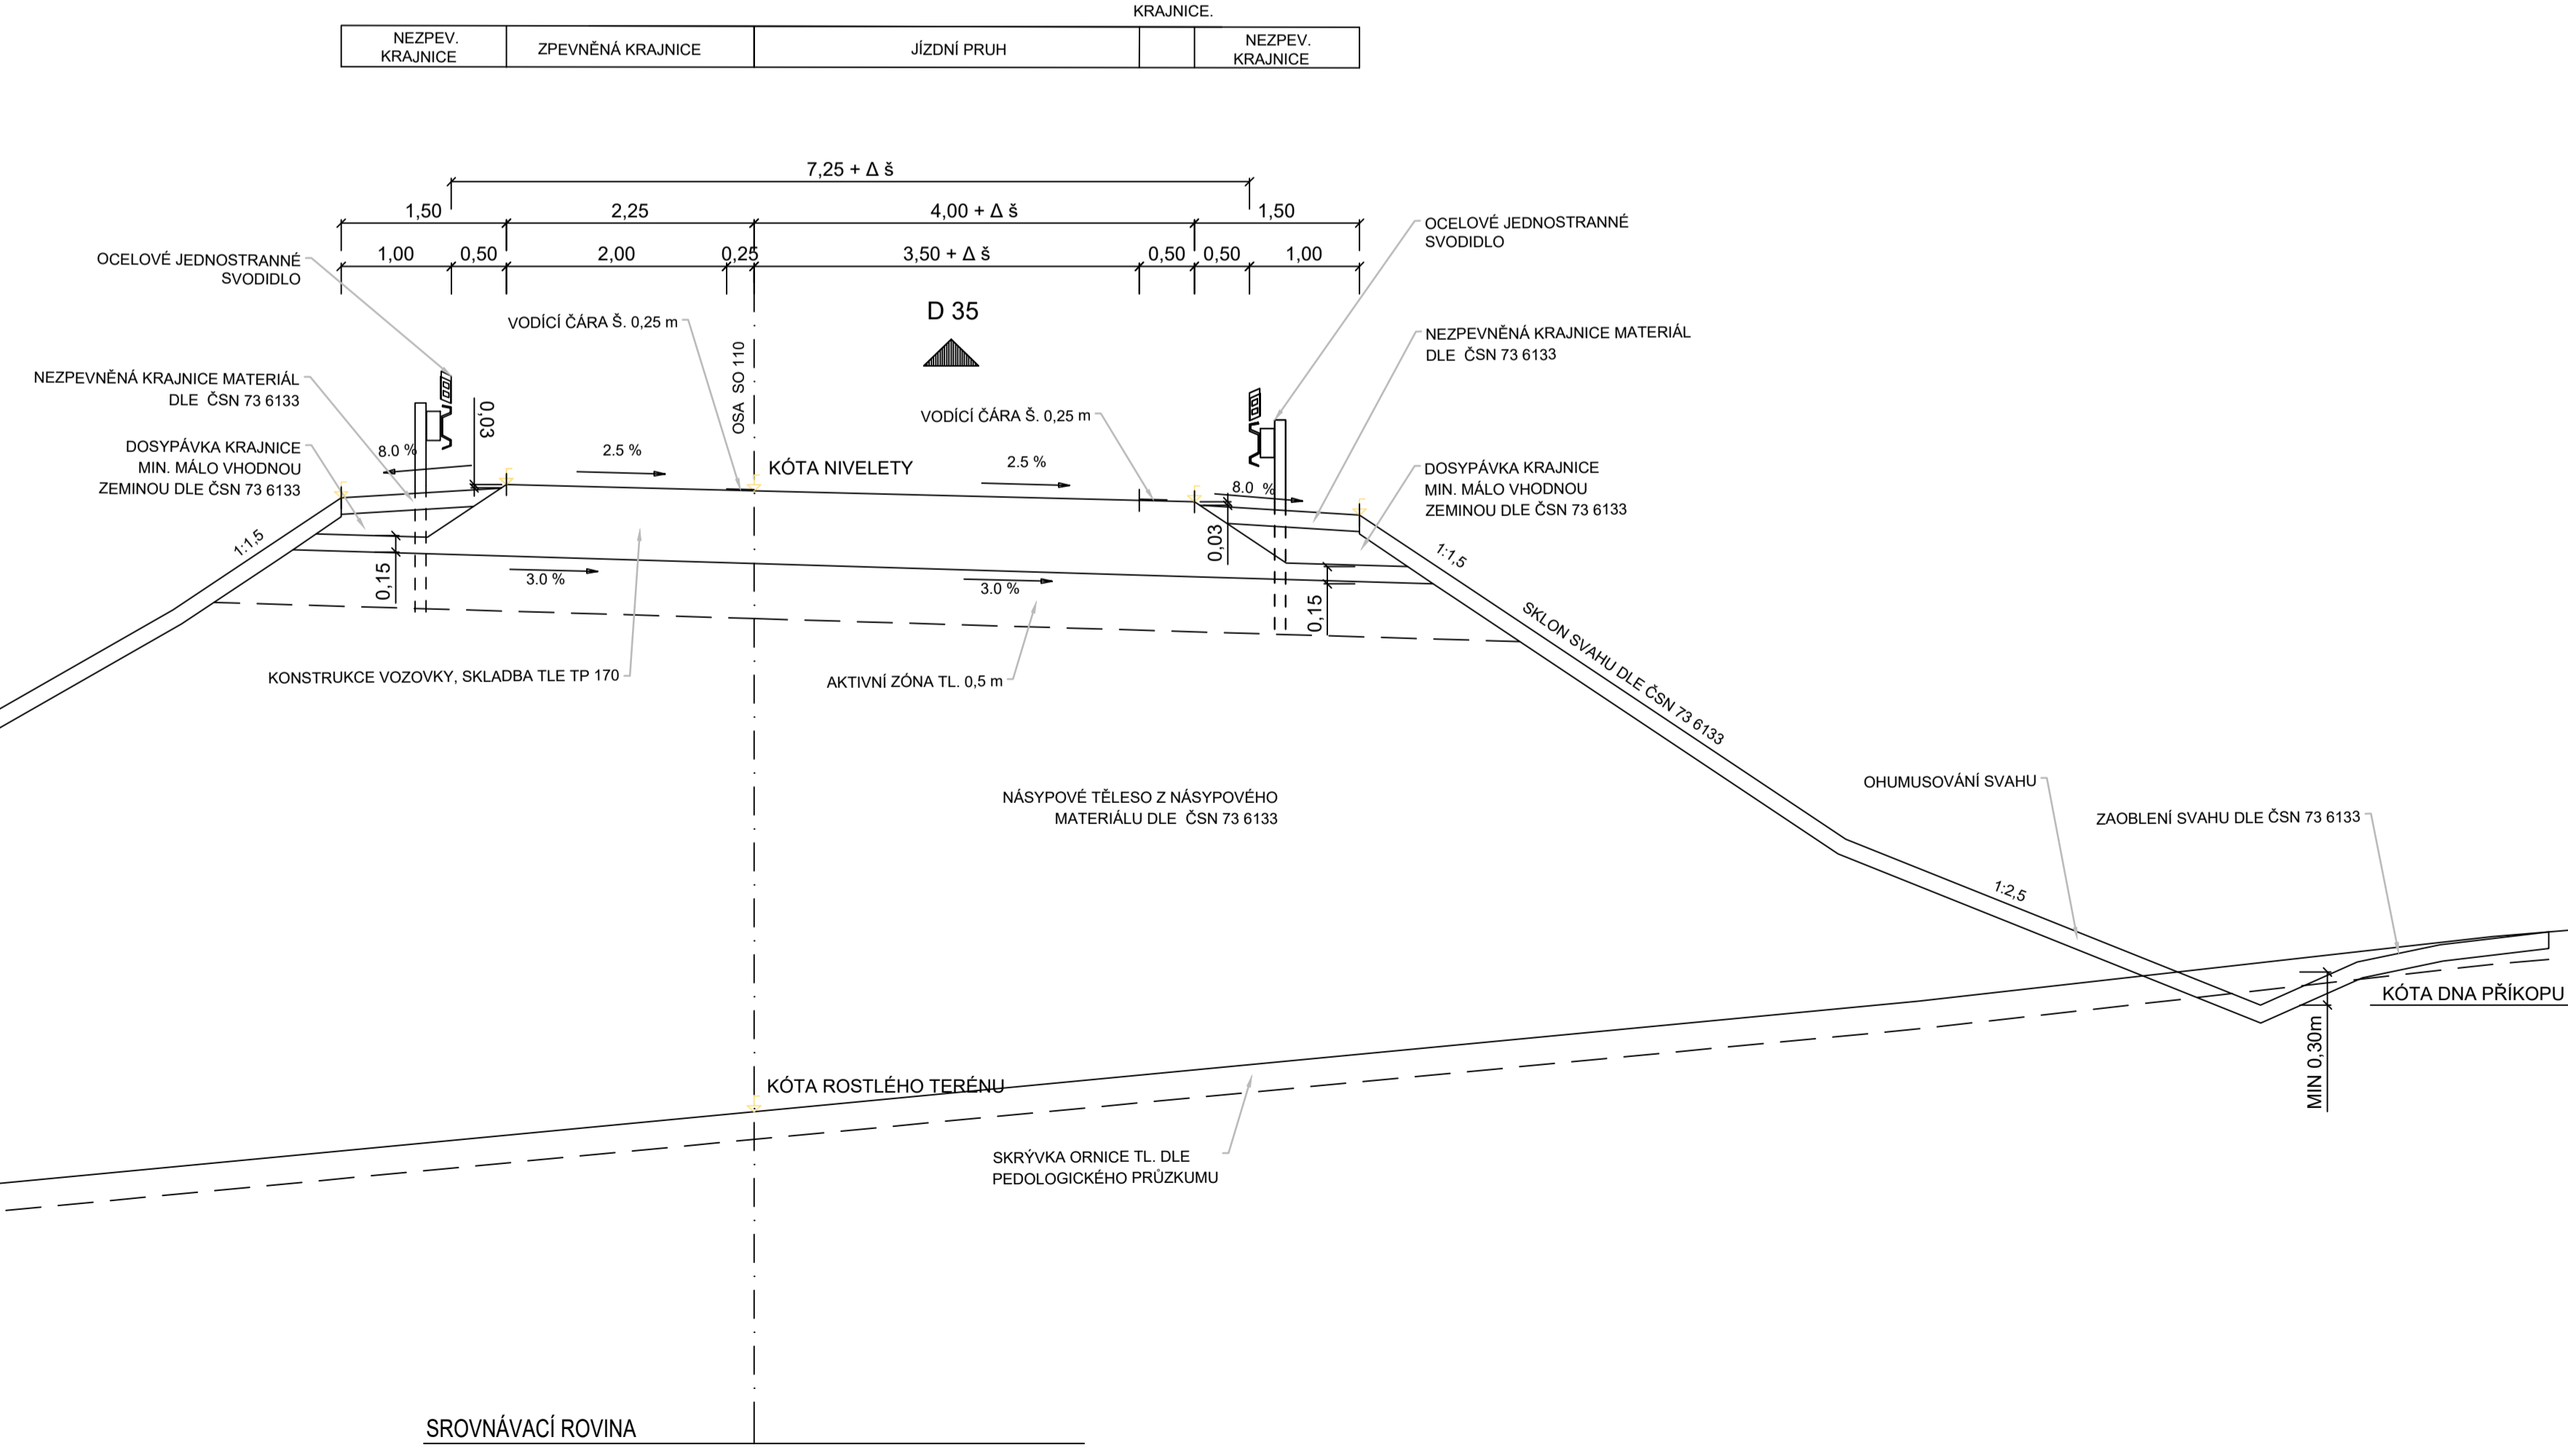 KRAJNICE.
NEZPEV.
KRAJNICE
ZPEVNĚNÁ KRAJNICE
JÍZDNÍ PRUH
NEZPEV.
KRAJNICE
7,25 + Δ š
1,50
2,25
4,00 + Δ š
1,50
1,00
0,50
2,00
0,25
3,50 + Δ š
0,50
0,50
1,00
OCELOVÉ JEDNOSTRANNÉ
SVODIDLO
OCELOVÉ JEDNOSTRANNÉ
SVODIDLO
D 35
VODÍCÍ ČÁRA Š. 0,25 m
OSA SO 110
NEZPEVNĚNÁ KRAJNICE MATERIÁL
DLE ČSN 73 6133
NEZPEVNĚNÁ KRAJNICE MATERIÁL
DLE ČSN 73 6133
VODÍCÍ ČÁRA Š. 0,25 m
0,03
DOSYPÁVKA KRAJNICE
MIN. MÁLO VHODNOU
ZEMINOU DLE ČSN 73 6133
8.0 %
2.5 %
KÓTA NIVELETY
2.5 %
8.0 %
DOSYPÁVKA KRAJNICE
MIN. MÁLO VHODNOU
ZEMINOU DLE ČSN 73 6133
1:1,5
0,15
3.0 %
3.0 %
0,03
0,15
1:1,5
SKLON SVAHU DLE ČSN 73 6133
KONSTRUKCE VOZOVKY, SKLADBA TLE TP 170
AKTIVNÍ ZÓNA TL. 0,5 m
NÁSYPOVÉ TĚLESO Z NÁSYPOVÉHO
MATERIÁLU DLE ČSN 73 6133
OHUMUSOVÁNÍ SVAHU
ZAOBLENÍ SVAHU DLE ČSN 73 6133
1:2,5
KÓTA DNA PŘÍKOPU
MIN 0,30m
KÓTA ROSTLÉHO TERÉNU
SKRÝVKA ORNICE TL. DLE
PEDOLOGICKÉHO PRŮZKUMU
SROVNÁVACÍ ROVINA